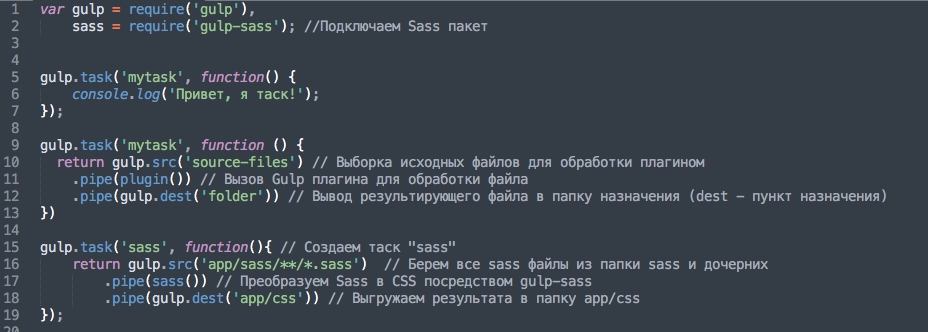 1 var gulp = require('gulp'),
2     sass = require('gulp-sass'); //Подключаем Sass пакет
3
4
5 gulp.task('mytask', function() {
6     console.log('Привет, я таск!');
7 });
8
9 gulp.task('mytask', function () {
10   return gulp.src('source-files') // Выборка исходных файлов для обработки плагином
11     .pipe(plugin()) // Вызов Gulp плагина для обработки файла
12     .pipe(gulp.dest('folder')) // Вывод результирующего файла в папку назначения (dest - пункт назначения)
13 })
14
15 gulp.task('sass', function(){ // Создаем таск "sass"
16     return gulp.src('app/sass/**/*.sass')  // Берем все sass файлы из папки sass и дочерних
17         .pipe(sass()) // Преобразуем Sass в CSS посредством gulp-sass
18         .pipe(gulp.dest('app/css')) // Выгружаем результата в папку app/css
19 });
20